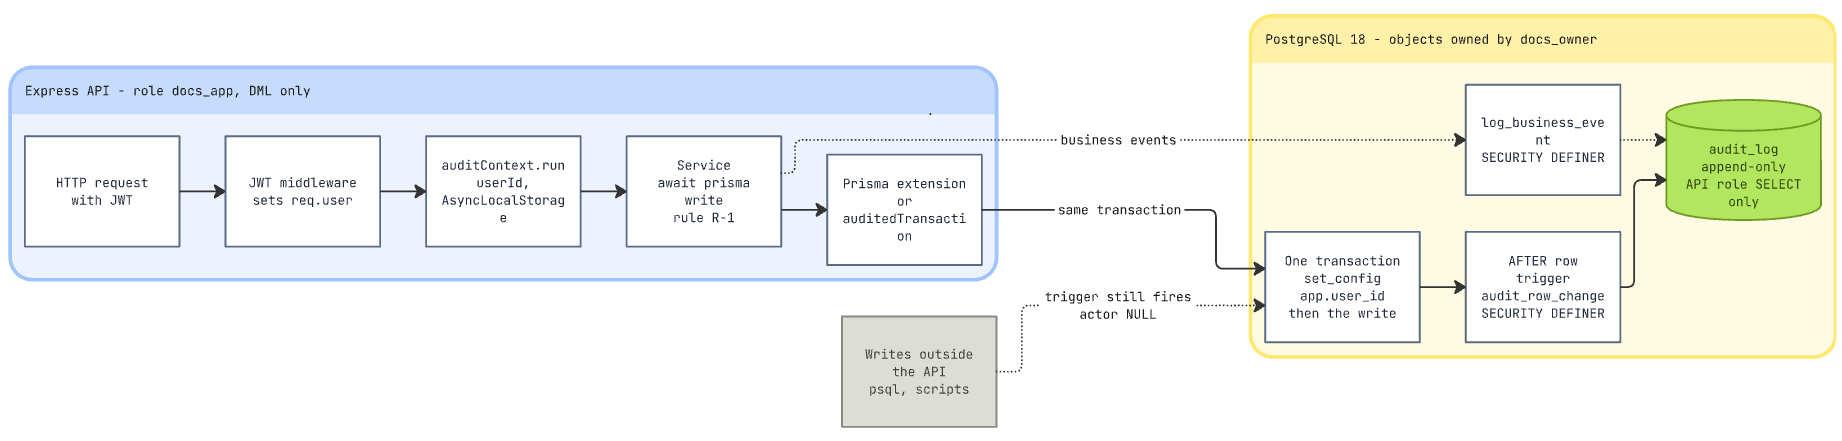 PostgreSQL 18 - objects owned by docs_owner
Express API - role docs_app, DML only
HTTP request
with JWT
JWT middleware
sets req.user
auditContext.run
userId,
AsyncLocalStorag
e
Service
await prisma
write
rule R-1
Prisma extension
or
auditedTransacti
on
business events
same transaction
trigger still fires
actor NULL
Writes outside
the API
psql, scripts
log_business_eve
nt
SECURITY DEFINER
audit_log
append-only
API role SELECT
only
One transaction
set_config
app.user_id
then the write
AFTER row
trigger
audit_row_change
SECURITY DEFINER